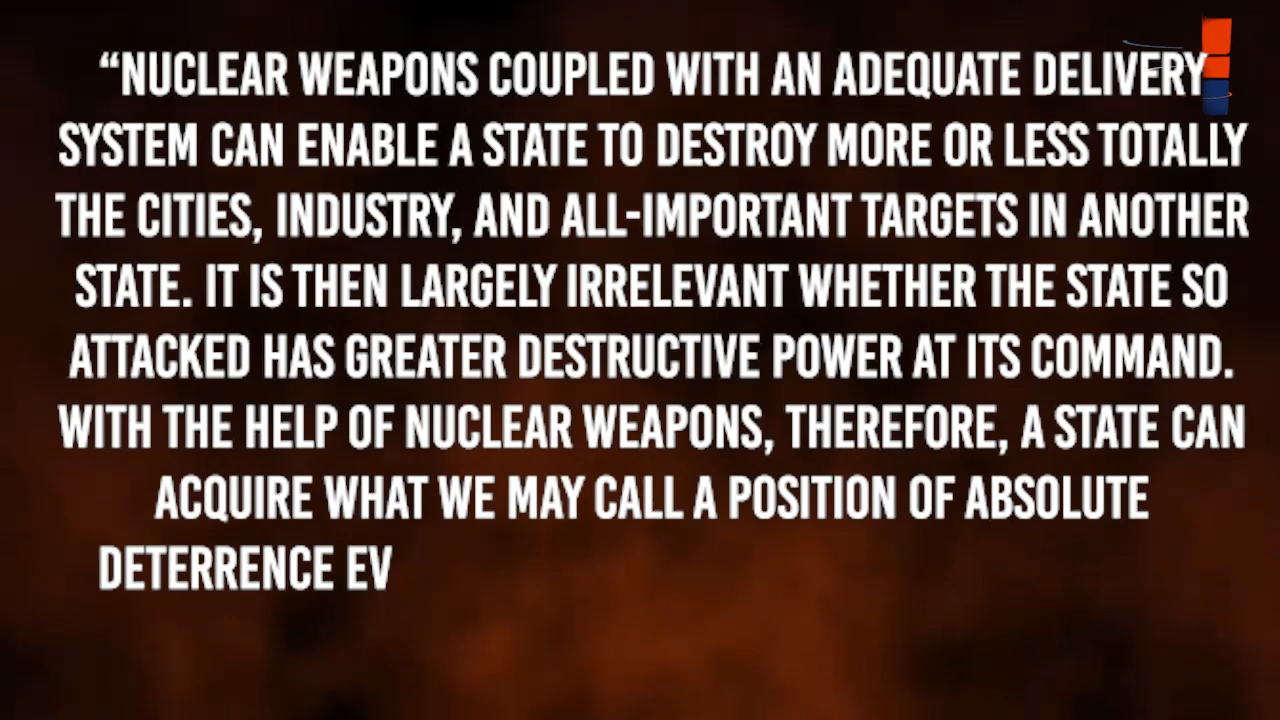 “NUCLEAR WEAPONS COUPLED WITH AN ADEQUATE DELIVERY
SYSTEM CAN ENABLE A STATE TO DESTROY MORE OR LESS TOTALLY
THE CITIES, INDUSTRY, AND ALL-IMPORTANT TARGETS IN ANOTHER
STATE. IT IS THEN LARGELY IRRELEVANT WHETHER THE STATE SO
ATTACKED HAS GREATER DESTRUCTIVE POWER AT ITS COMMAND.
WITH THE HELP OF NUCLEAR WEAPONS, THEREFORE, A STATE CAN
ACQUIRE WHAT WE MAY CALL A POSITION OF ABSOLUTE
DETERRENCE EV